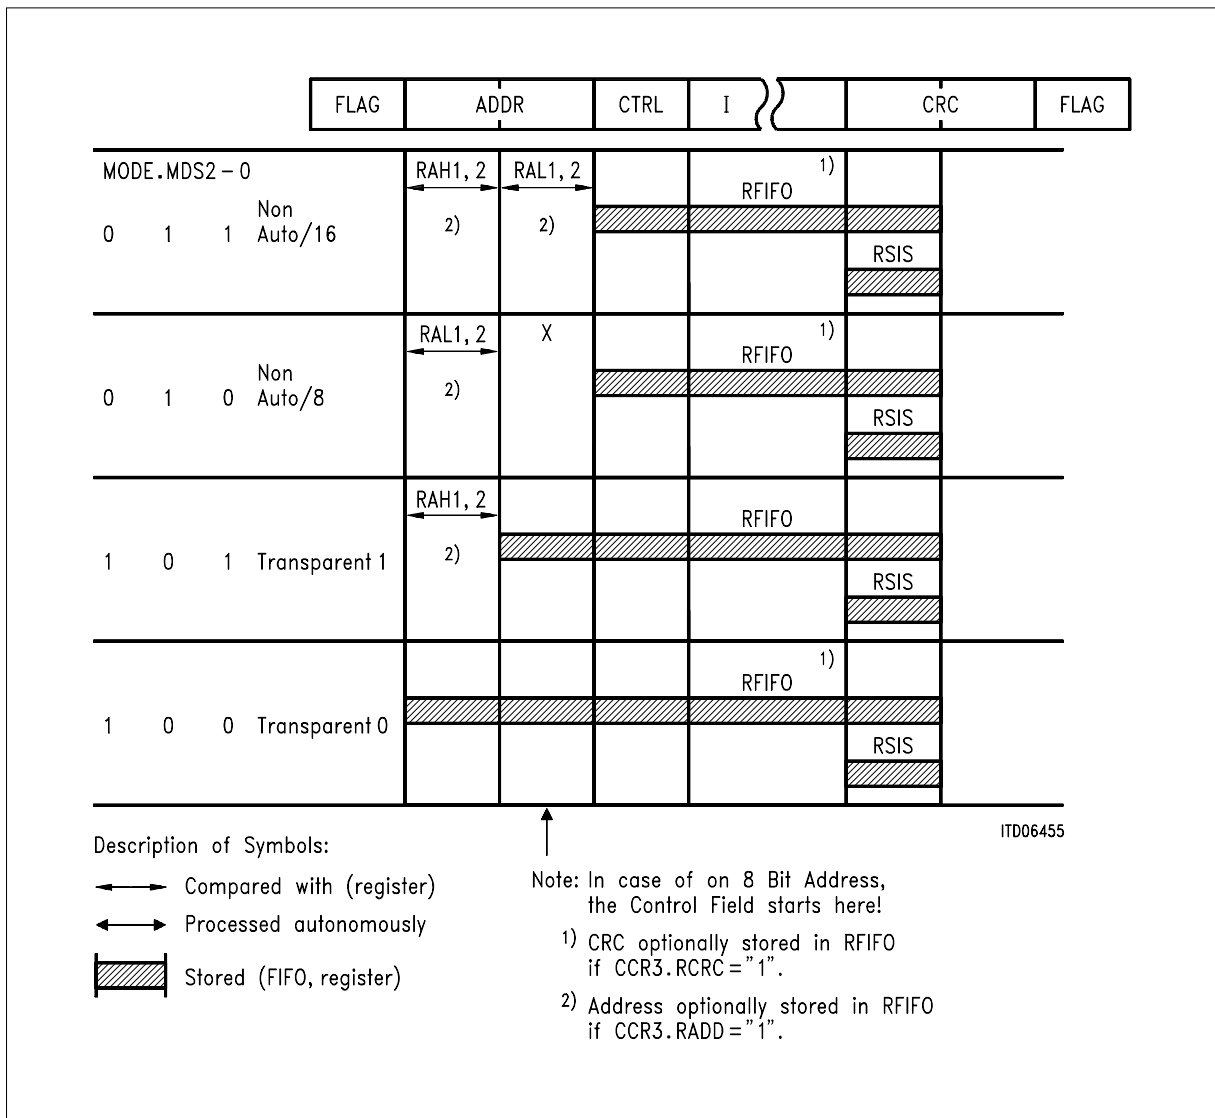 FLAG ADDR CTRL I CRC FLAG
MODE.MDS2-0
RAH1, 2 RAL1, 2 1)
RFIFO
0 1 1 Non Auto/16 2) 2)
RSIS
RAL1, 2 X 1)
RFIFO
0 1 0 Non Auto/8 2)
RSIS
RAH1, 2
RFIFO
1 0 1 Transparent 1 2)
RSIS
1)
RFIFO
1 0 0 Transparent 0
RSIS
ITD06455
Description of Symbols:
Compared with (register)
Processed autonomously
Stored (FIFO, register)
Note: In case of on 8 Bit Address,
the Control Field starts here!
1) CRC optionally stored in RFIFO
if CCR3.RCRC="1".
2) Address optionally stored in RFIFO
if CCR3.RADD="1".